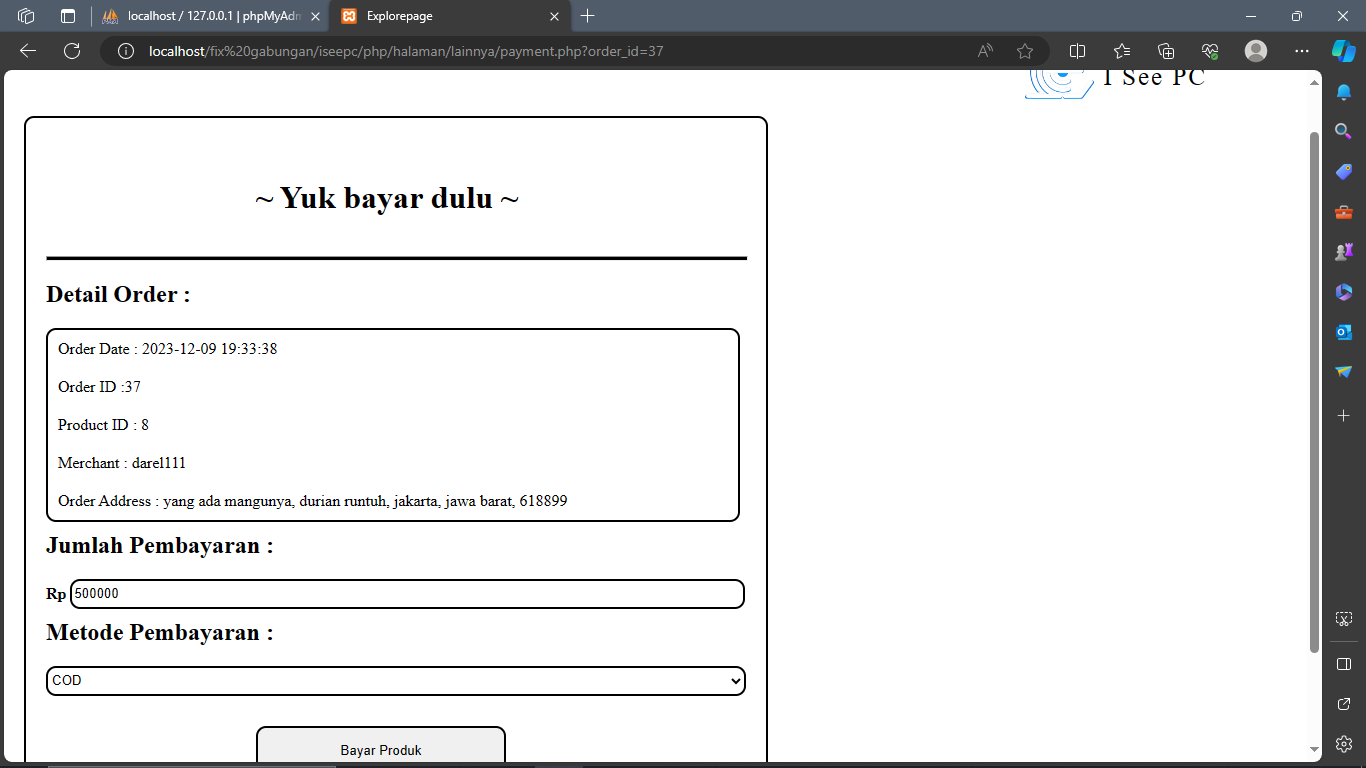 localhost / 127.0.0.1 | phpMyAdm
Explorepage
localhost/fix%20gabungan/iseepc/php/halaman/lainnya/payment.php?order_id=37
I See PC
~ Yuk bayar dulu ~
Detail Order :
Order Date : 2023-12-09 19:33:38
Order ID :37
Product ID : 8
Merchant : darel111
Order Address : yang ada mangunya, durian runtuh, jakarta, jawa barat, 618899
Jumlah Pembayaran :
Rp 500000
Metode Pembayaran :
COD
Bayar Produk